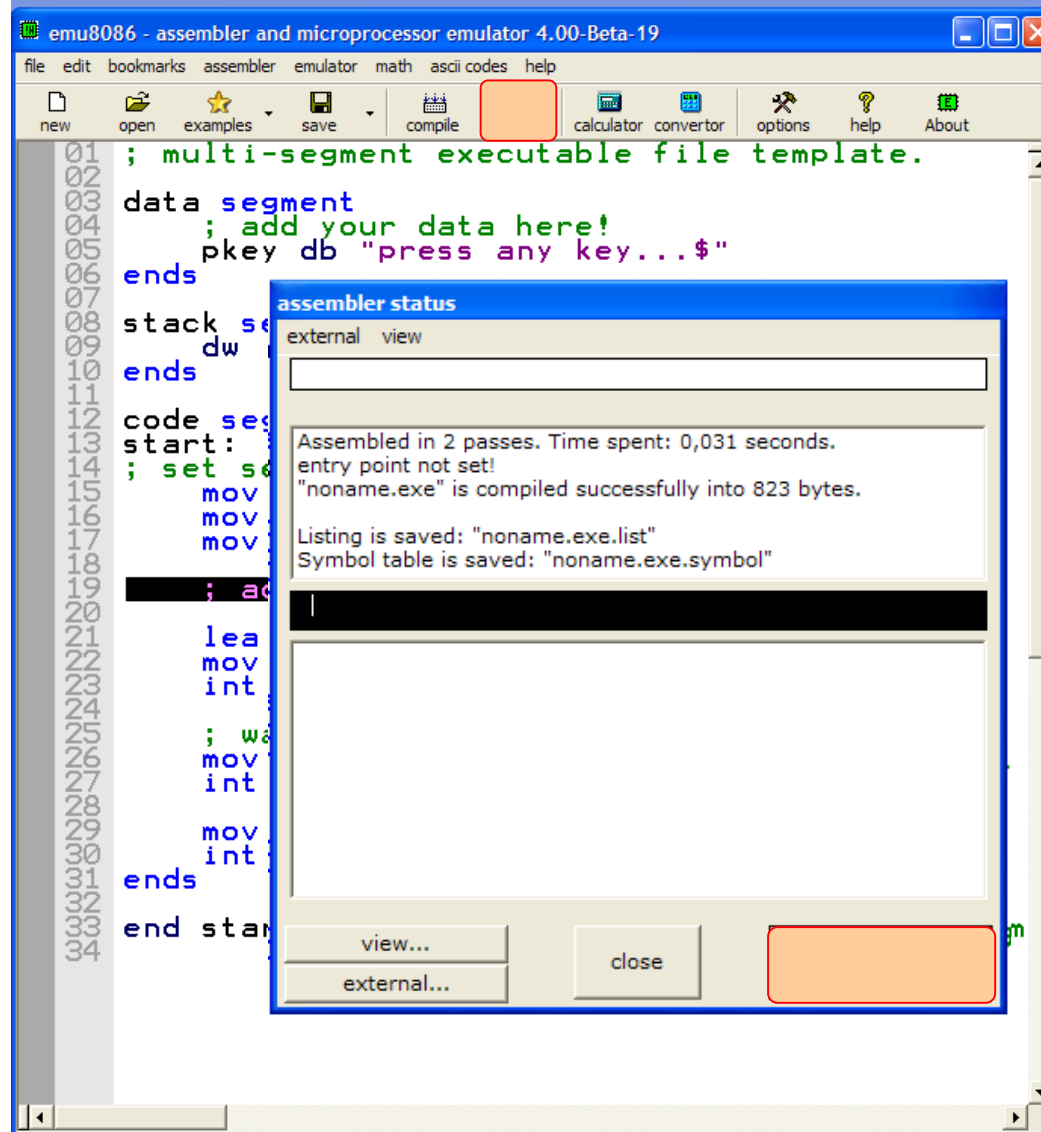 emu8086 - assembler and microprocessor emulator 4.00-Beta-19
file edit bookmarks assembler emulator math ascii codes help
new open examples save compile calculator convertor options help About
01 ; multi-segment executable file template.
02
03 data segment
04 ; add your data here!
05 pkey db "press any key...$"
06 ends
07
08 stack se
09 dw
10 ends
11
12 code seg
13 start:
14 ; set se
15 mov
16 mov
17 mov
18
19 ; ad
20
21 lea
22 mov
23 int
24
25 ; wa
26 mov
27 int
28
29 mov
30 int
31 ends
32
33 end star m
34
assembler status
external view
Assembled in 2 passes. Time spent: 0,031 seconds.
entry point not set!
"noname.exe" is compiled successfully into 823 bytes.
Listing is saved: "noname.exe.list"
Symbol table is saved: "noname.exe.symbol"
view...
close
external...